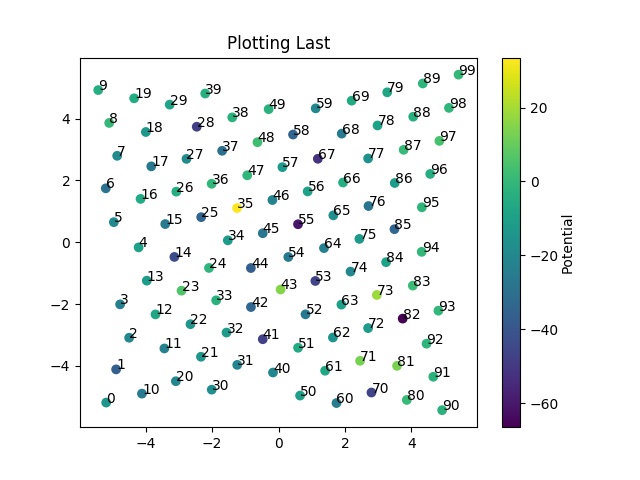 Plotting Last
9 19 29 39 49 59 69 79 89 99
8 18 28 38 48 58 68 78 88 98
7 17 27 37 47 57 67 77 87 97
6 16 26 36 46 56 66 76 86 96
5 15 25 35 45 55 65 75 85 95
4 14 24 34 44 54 64 74 84 94
3 13 23 33 43 53 63 73 83 93
2 12 22 32 42 52 62 72 82 92
1 11 21 31 41 51 61 71 81 91
0 10 20 30 40 50 60 70 80 90
4
2
0
−2
−4
−4 −2 0 2 4
20
0
−20
−40
−60
Potential